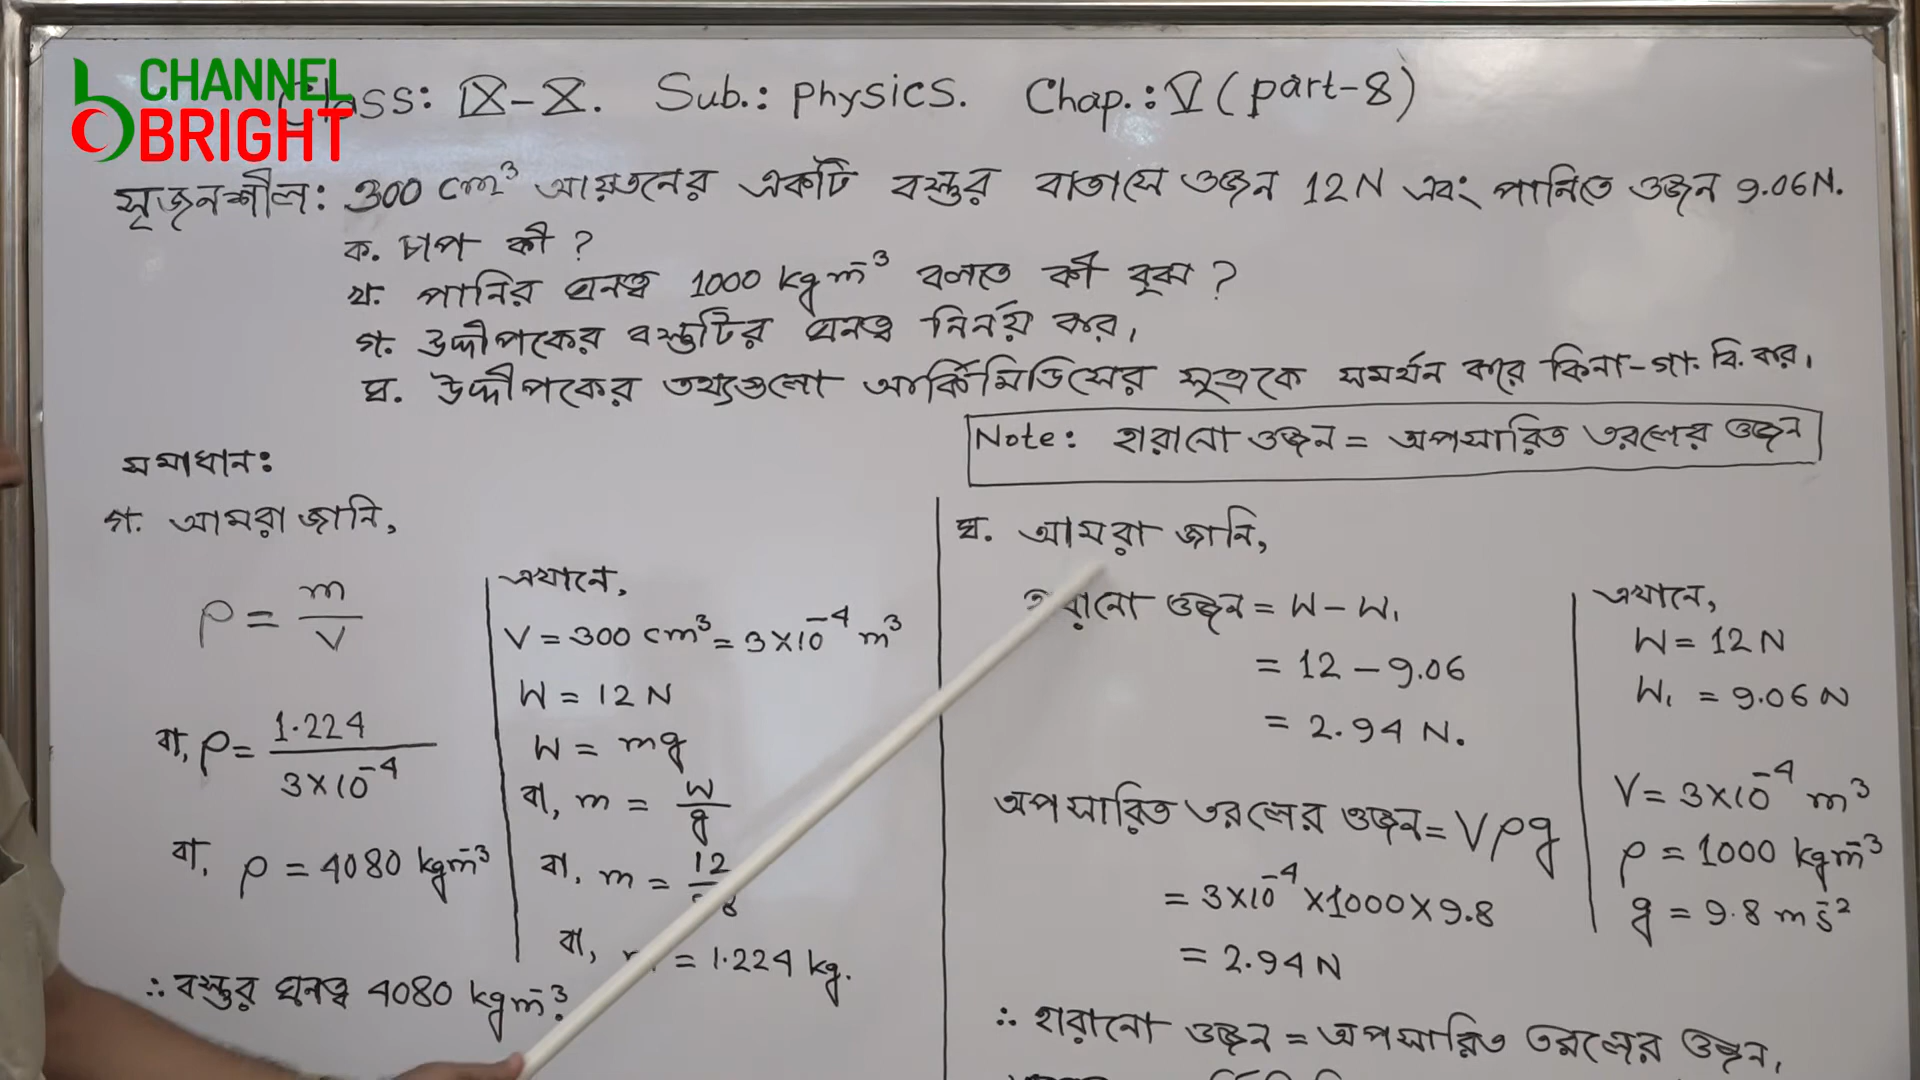 CHANNEL
BRIGHT
Class: IX-X. Sub.: physics. Chap.: V (part-8)
সৃজনশীল: 300 cm³ আয়তনের একটি বস্তুর বাতাসে ওজন 12 N এবং পানিতে ওজন 9.06 N.
ক. চাপ কী ?
খ. পানির ঘনত্ব 1000 kgm⁻³ বলতে কী বুঝ ?
গ. উদ্দীপকের বস্তুটির ঘনত্ব নির্নয় কর।
ঘ. উদ্দীপকের তথ্যগুলো আর্কিমিডিসের সূত্রকে সমর্থন করে কিনা - গা. বি. কর।
Note: হারানো ওজন = অপসারিত তরলের ওজন
সমাধান:
গ. আমরা জানি,
ρ = m/V
বা, ρ = 1.224/3×10⁻⁴
বা, ρ = 4080 kgm⁻³
∴ বস্তুর ঘনত্ব 4080 kgm⁻³.
এখানে,
V = 300 cm³ = 3×10⁻⁴ m³
W = 12 N
W = mg
বা, m = W/g
বা, m = 12/
বা, = 1.224 kg.
ঘ. আমরা জানি,
ওজন = W - W₁
= 12 - 9.06
= 2.94 N.
অপসারিত তরলের ওজন = Vρg
= 3×10⁻⁴×1000×9.8
= 2.94 N
∴ হারানো ওজন = অপসারিত তরলের ওজন,
এখানে,
W = 12 N
W₁ = 9.06 N
V = 3×10⁻⁴ m³
ρ = 1000 kgm⁻³
g = 9.8 ms⁻²